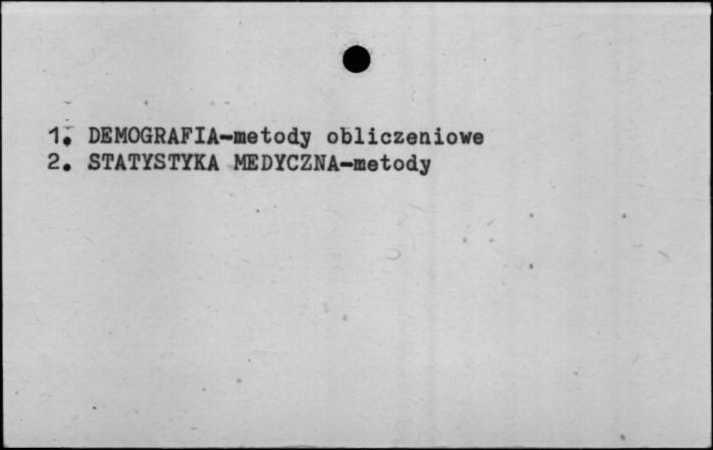 1. DEMOGRAFIA-metody obliczeniowe
2. STATYSTYKA MEDYCZNA-metody